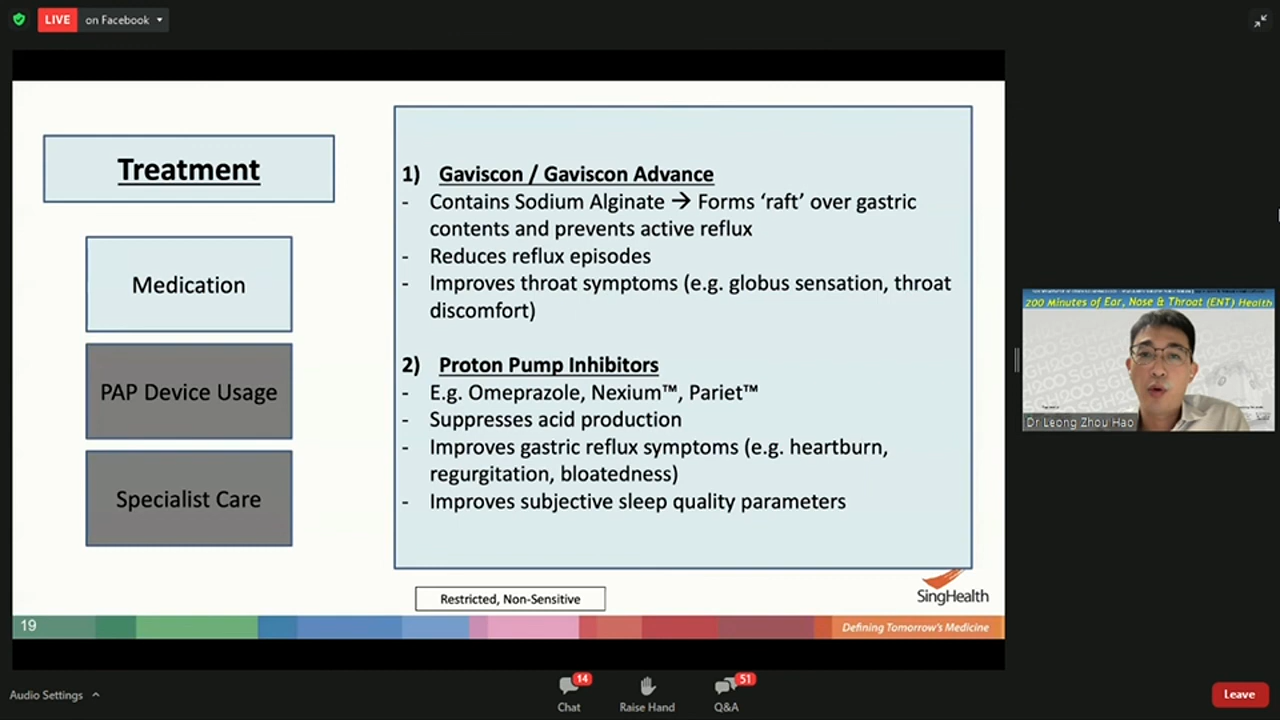 LIVE on Facebook
Treatment
Medication
PAP Device Usage
Specialist Care
1) Gaviscon / Gaviscon Advance
- Contains Sodium Alginate → Forms ‘raft’ over gastric
contents and prevents active reflux
- Reduces reflux episodes
- Improves throat symptoms (e.g. globus sensation, throat
discomfort)
2) Proton Pump Inhibitors
- E.g. Omeprazole, Nexium™, Pariet™
- Suppresses acid production
- Improves gastric reflux symptoms (e.g. heartburn,
regurgitation, bloatedness)
- Improves subjective sleep quality parameters
Restricted, Non-Sensitive
SingHealth
19
Defining Tomorrow's Medicine
200 Minutes of Ear, Nose & Throat (ENT) Health
Dr Leong Zhou Hao
Audio Settings
14
Chat
Raise Hand
51
Q&A
Leave